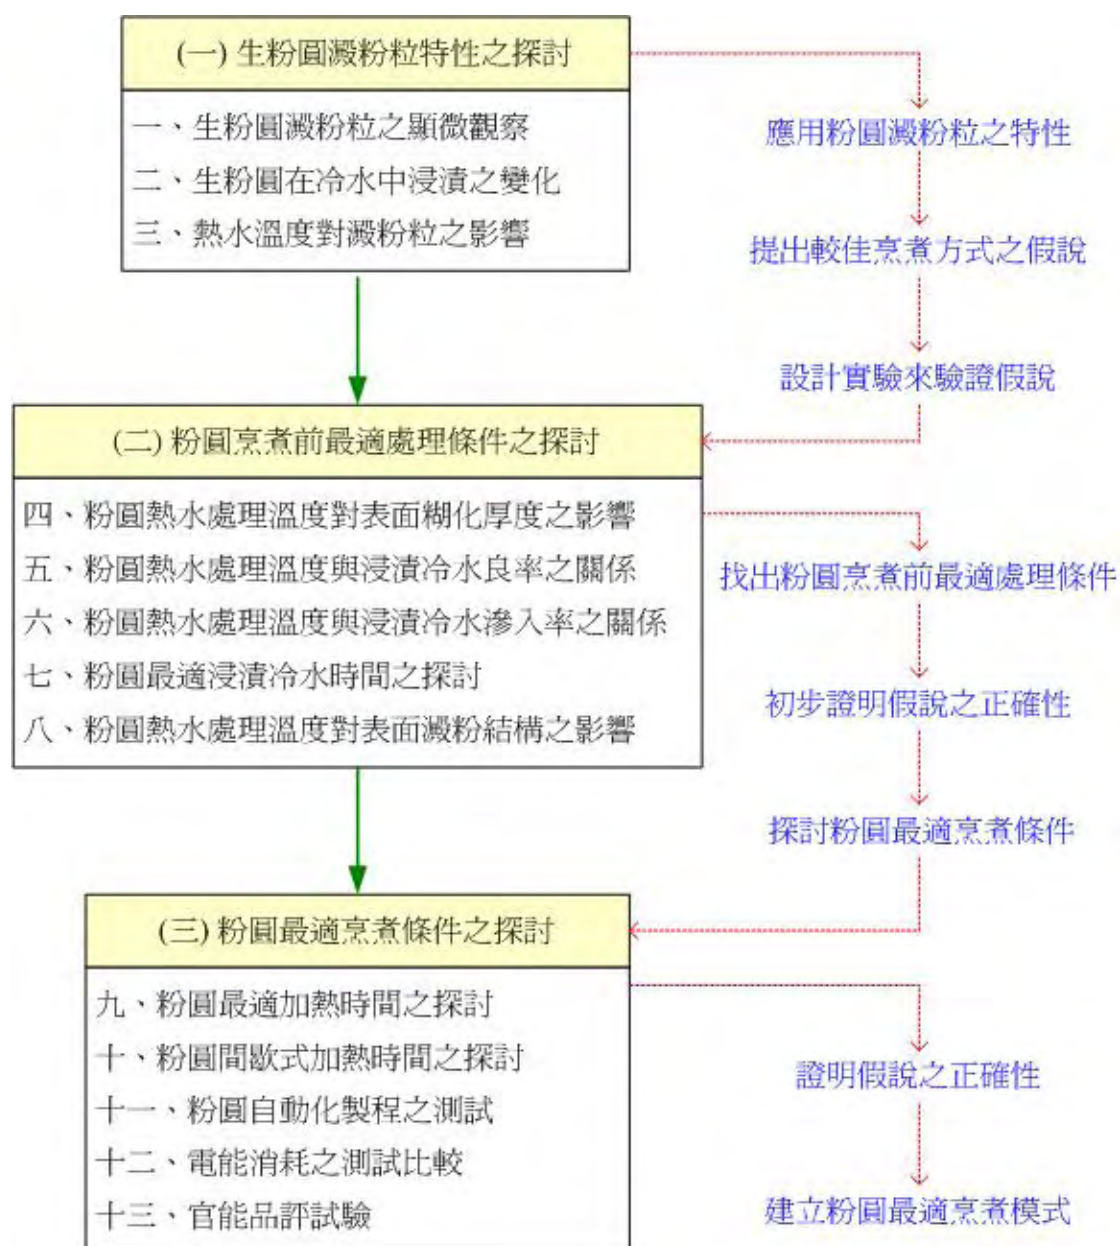 (一) 生粉圓澱粉粒特性之探討
一、生粉圓澱粉粒之顯微觀察
二、生粉圓在冷水中浸漬之變化
三、熱水溫度對澱粉粒之影響
應用粉圓澱粉粒之特性
提出較佳烹煮方式之假說
設計實驗來驗證假說
(二) 粉圓烹煮前最適處理條件之探討
四、粉圓熱水處理溫度對表面糊化厚度之影響
五、粉圓熱水處理溫度與浸漬冷水良率之關係
六、粉圓熱水處理溫度與浸漬冷水滲入率之關係
七、粉圓最適浸漬冷水時間之探討
八、粉圓熱水處理溫度對表面澱粉結構之影響
找出粉圓烹煮前最適處理條件
初步證明假說之正確性
探討粉圓最適烹煮條件
(三) 粉圓最適烹煮條件之探討
九、粉圓最適加熱時間之探討
十、粉圓間歇式加熱時間之探討
十一、粉圓自動化製程之測試
十二、電能消耗之測試比較
十三、官能品評試驗
證明假說之正確性
建立粉圓最適烹煮模式